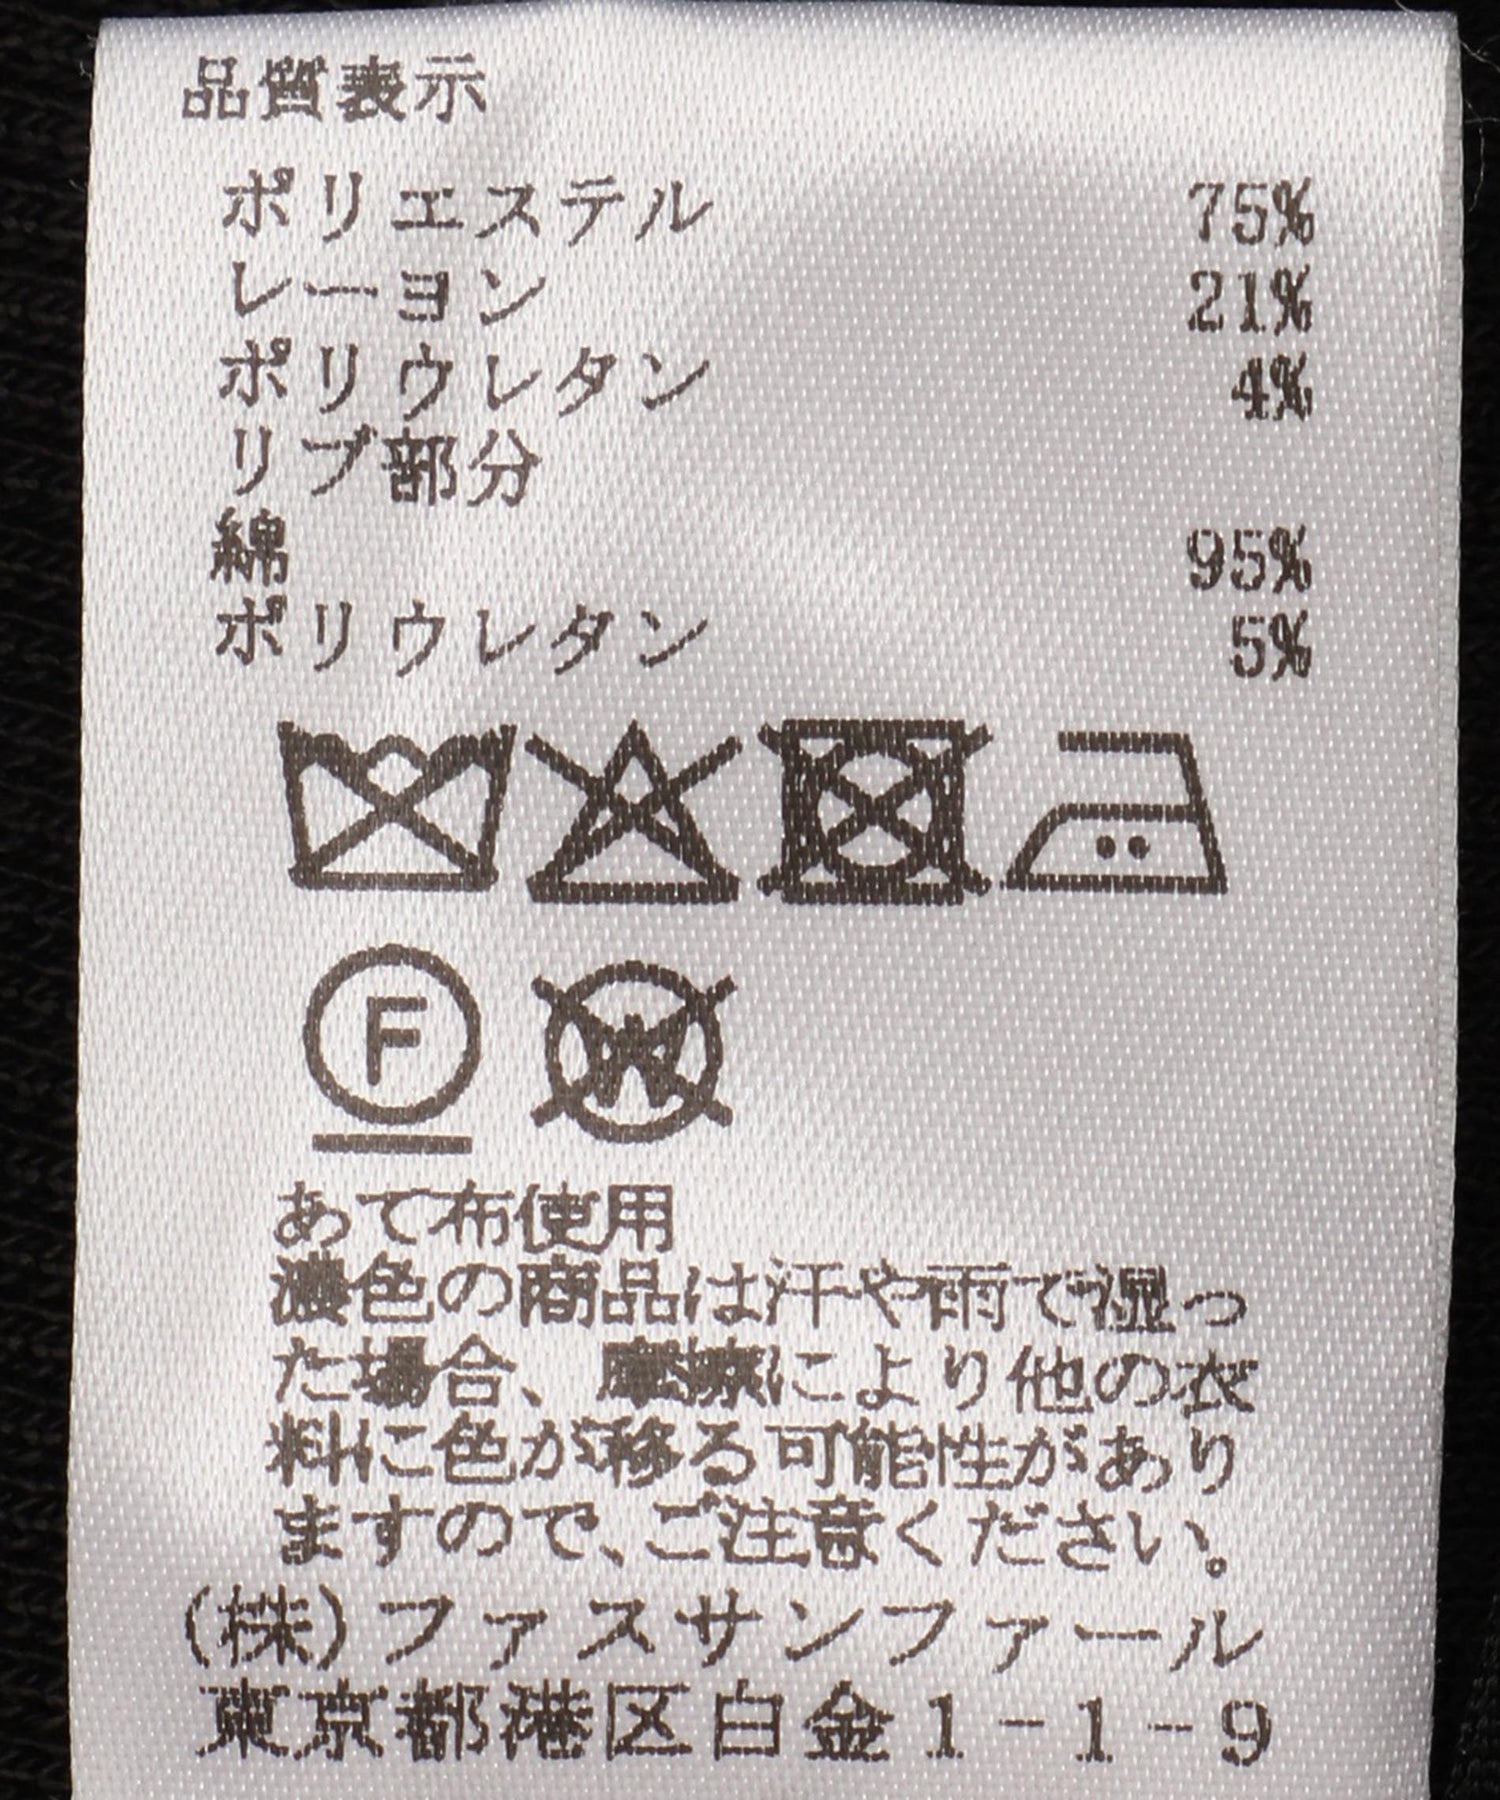 品質表示
ポリエステル 75%
レーヨン 21%
ポリウレタン 4%
リブ部分
綿 95%
ポリウレタン 5%
F W
あて布使用
濃色の商品は汗や雨で湿っ
た場合、摩擦により他の衣
料に色が移る可能性があり
ますので、ご注意ください。
(株)ファスサンファール
東京都港区白金1-1-9